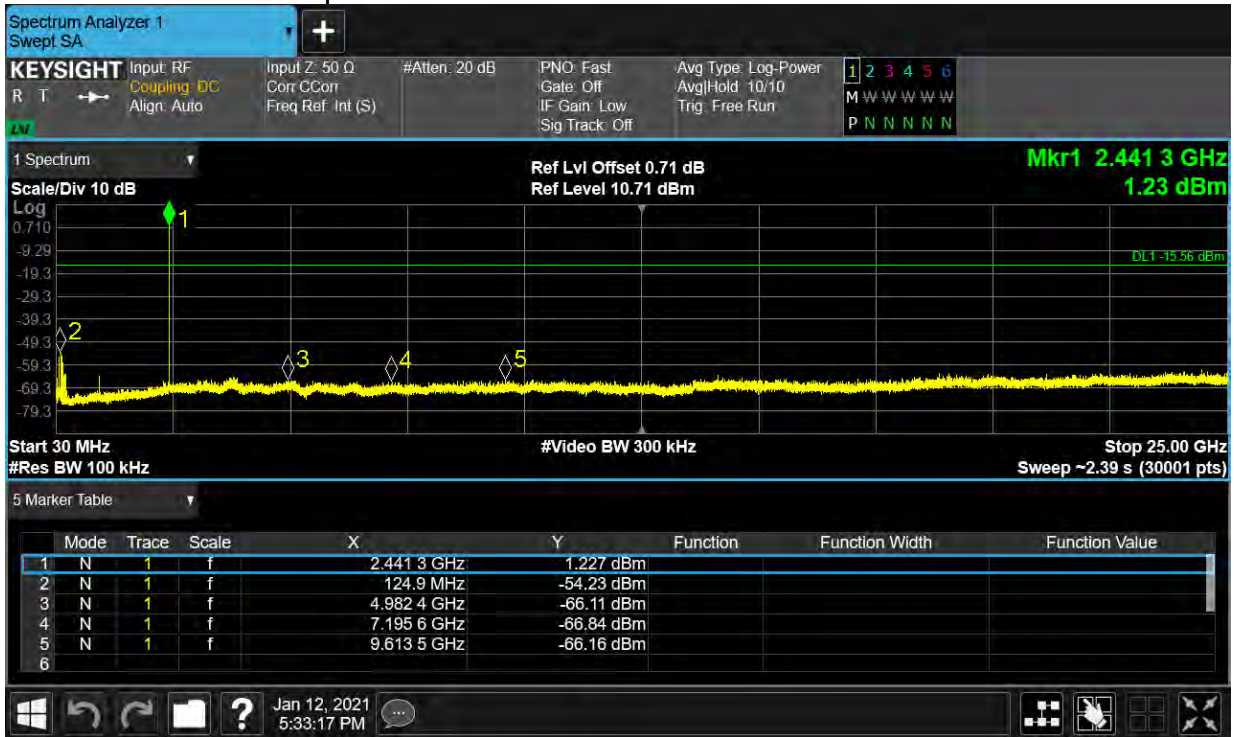 Spectrum Analyzer 1
Swept SA
+
KEYSIGHT Input: RF Input Z: 50 Ω #Atten: 20 dB PNO: Fast Avg Type: Log-Power 1 2 3 4 5 6
R T Coupling: DC Corr CCorr Gate: Off Avg|Hold: 10/10 M W W W W W W
Align: Auto Freq Ref: Int (S) IF Gain: Low Trig: Free Run P N N N N N N
Sig Track: Off
1 Spectrum Ref Lvl Offset 0.71 dB Mkr1 2.441 3 GHz
Scale/Div 10 dB Ref Level 10.71 dBm 1.23 dBm
Log
1
0.710
-9.29
DL1 -15.56 dBm
-19.3
-29.3
-39.3
2
-49.3
-59.3 3 4 5
-69.3
-79.3
Start 30 MHz #Video BW 300 kHz Stop 25.00 GHz
#Res BW 100 kHz Sweep ~2.39 s (30001 pts)
5 Marker Table
Mode Trace Scale X Y Function Function Width Function Value
1 N 1 f 2.441 3 GHz 1.227 dBm
2 N 1 f 124.9 MHz -54.23 dBm
3 N 1 f 4.982 4 GHz -66.11 dBm
4 N 1 f 7.195 6 GHz -66.84 dBm
5 N 1 f 9.613 5 GHz -66.16 dBm
6
? Jan 12, 2021
5:33:17 PM